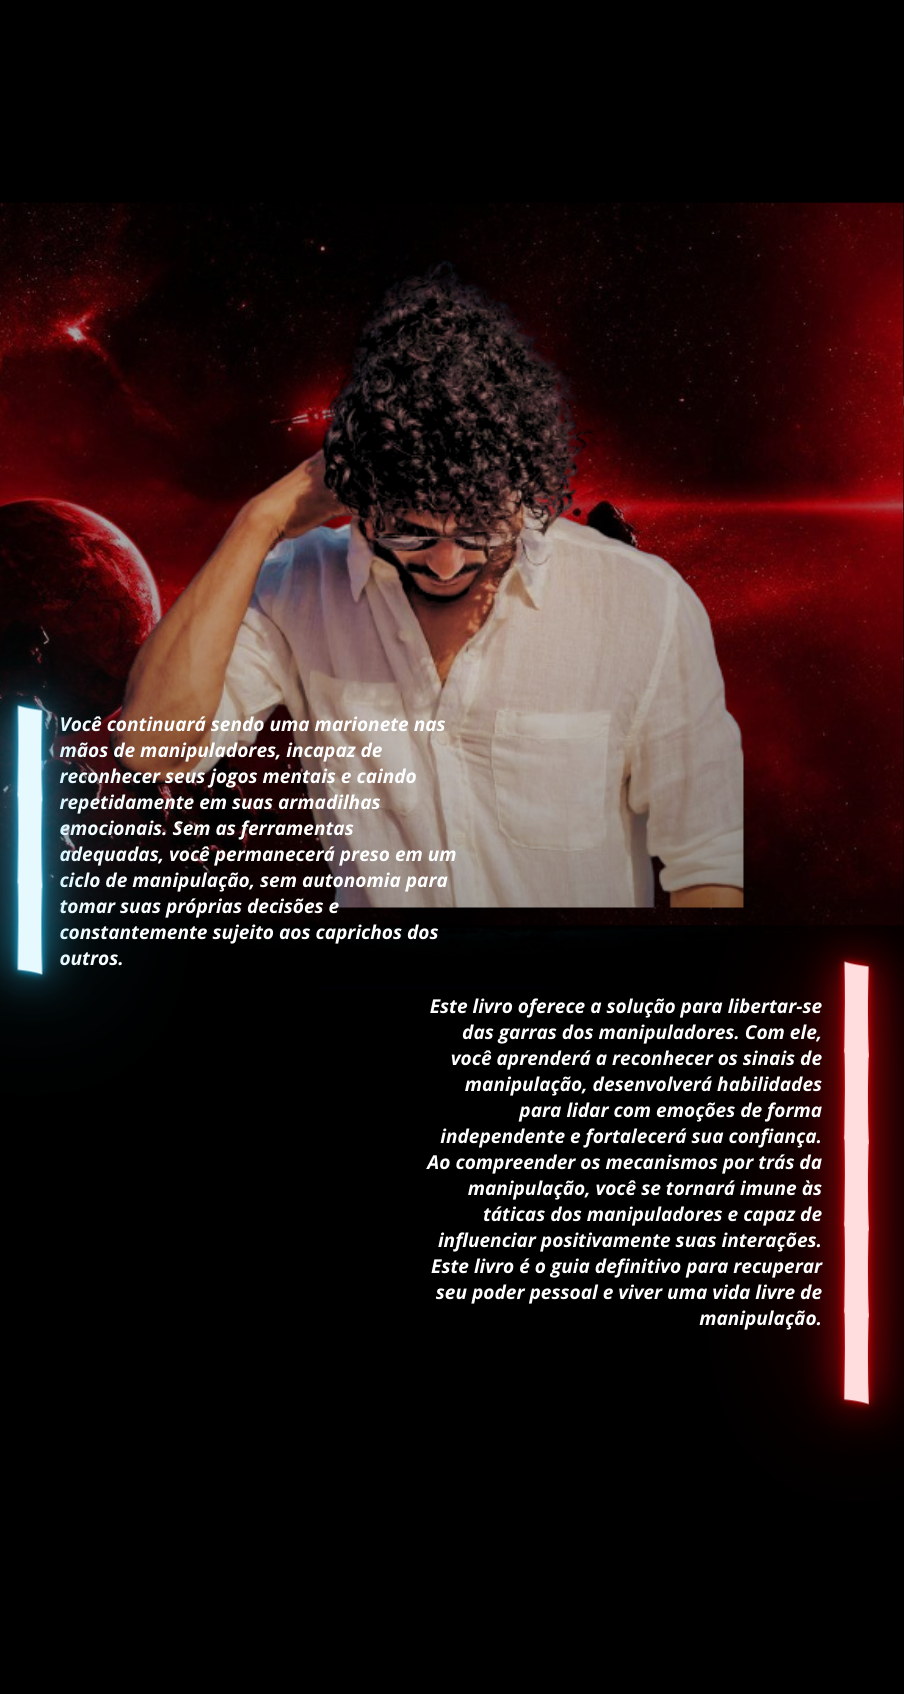 Você continuará sendo uma marionete nas
mãos de manipuladores, incapaz de
reconhecer seus jogos mentais e caindo
repetidamente em suas armadilhas
emocionais. Sem as ferramentas
adequadas, você permanecerá preso em um
ciclo de manipulação, sem autonomia para
tomar suas próprias decisões e
constantemente sujeito aos caprichos dos
outros.
Este livro oferece a solução para libertar-se
das garras dos manipuladores. Com ele,
você aprenderá a reconhecer os sinais de
manipulação, desenvolverá habilidades
para lidar com emoções de forma
independente e fortalecerá sua confiança.
Ao compreender os mecanismos por trás da
manipulação, você se tornará imune às
táticas dos manipuladores e capaz de
influenciar positivamente suas interações.
Este livro é o guia definitivo para recuperar
seu poder pessoal e viver uma vida livre de
manipulação.